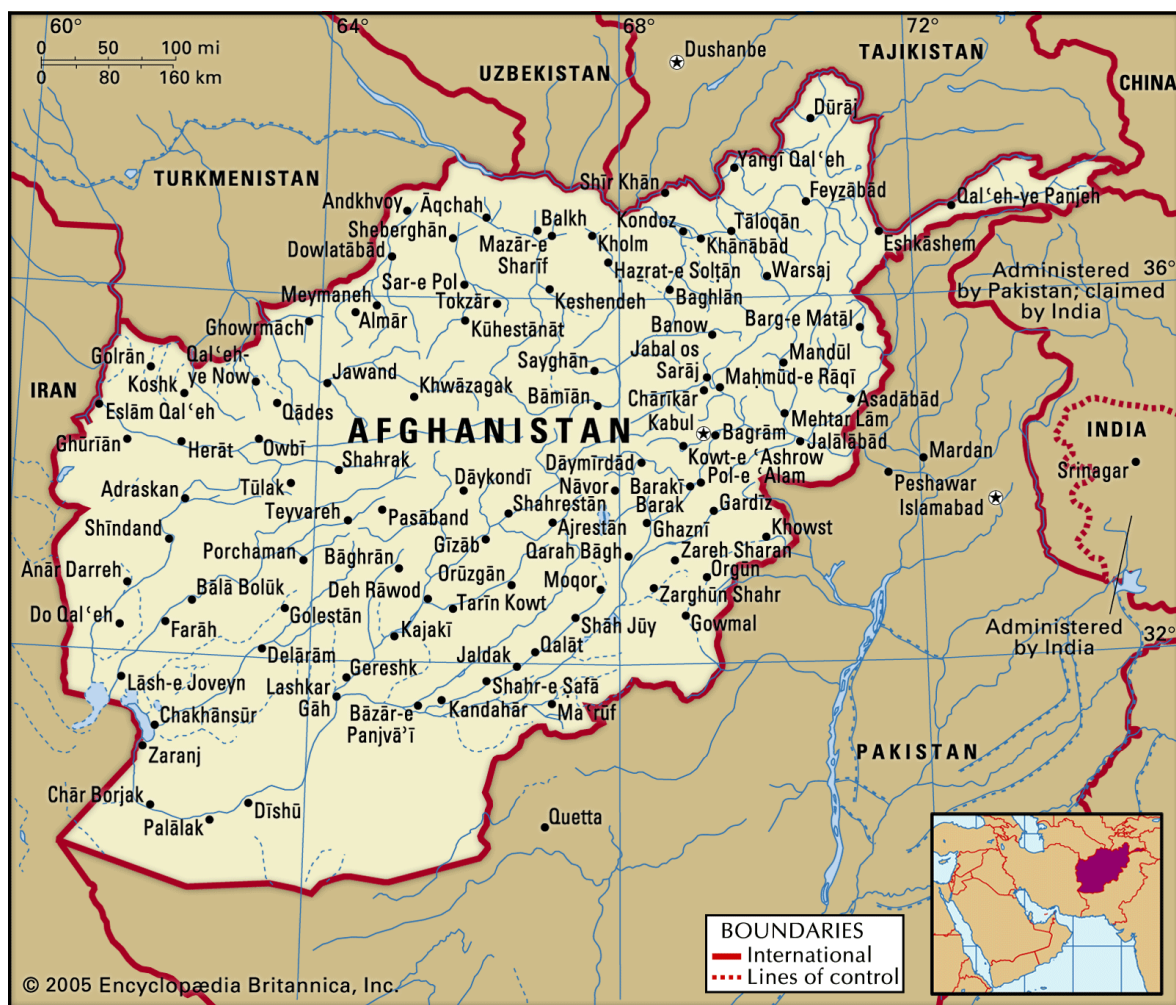 60°
64°
68°
72°
0 50 100 mi
0 80 160 km
Dushanbe
TAJIKISTAN
UZBEKISTAN
CHINA
Dūrāj
TURKMENISTAN
Yangī Qalʿeh
Shīr Khān
Feyẓābād
Qalʿeh-ye Panjeh
Andkhvoy
Āqchah
Balkh
Kondoz
Tāloqān
Sheberghān
Mazār-e
Sharīf
Kholm
Khānābād
Eshkāshem
Dowlatābād
Hazrat-e Solṭān
Warsaj
Administered
by Pakistan; claimed
by India
36°
Sar-e Pol
Meymaneh
Tokzār
Keshendeh
Baghlān
Almār
Ghowrmāch
Kūhestānāt
Banow
Barg-e Matāl
Golrān
Qalʿeh-
ye Now
Koshk
Jawand
Sayghān
Jabal os
Sarāj
Mandūl
Maḥmūd-e Rāqī
IRAN
Khwāzagak
Bāmīān
Chārīkār
Asadābād
Eṣlām Qalʿeh
Qādes
Mehtar Lām
AFGHANISTAN
Kabul
Bagrām
Jalālābād
INDIA
Ghūrīān
Herāt
Owbī
Kowt-e ʿAshrow
Mardan
Srinagar
Shahrak
Dāykondī
Dāymīrdād
Pol-e ʿAlam
Peshawar
Adraskan
Tūlak
Nāvor
Barakī
Barak
Islamabad
Teyvareh
Pasāband
Shahrestān
Gardīz
Shīndand
Ajrestān
Ghaznī
Khowst
Porchaman
Bāghrān
Gīzāb
Qarah Bāgh
Zareh Sharan
Anār Darreh
Orūzgān
Moqor
Orgūn
Bālā Bolūk
Deh Rāwod
Zarghūn Shahr
Do Qalʿeh
Golestān
Tarīn Kowt
Farāh
Kajakī
Shāh Jūy
Gowmal
Administered
by India
32°
Delārām
Gereshk
Jaldak
Qalāt
Lāsh-e Joveyn
Lashkar
Gāh
Shahr-e Ṣafā
Chakhānsūr
Bāzār-e
Panjvāʾī
Kandahār
Maʿrūf
Zaranj
PAKISTAN
Chār Borjak
Dīshū
Palālak
Quetta
BOUNDARIES
International
Lines of control
© 2005 Encyclopædia Britannica, Inc.